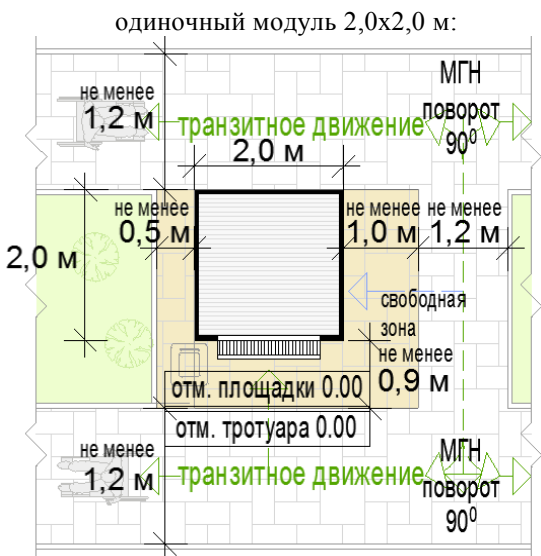 одиночный модуль 2,0х2,0 м:
МГН
не менее
1,2 м
поворот
транзитное движение
90⁰
2,0 м
не менее
0,5 м
не менее
1,0 м
не менее
1,2 м
2,0 м
свободная
зона
не менее
0,9 м
отм. площадки 0.00
отм. тротуара 0.00
не менее
1,2 м
МГН
транзитное движение
поворот
90⁰